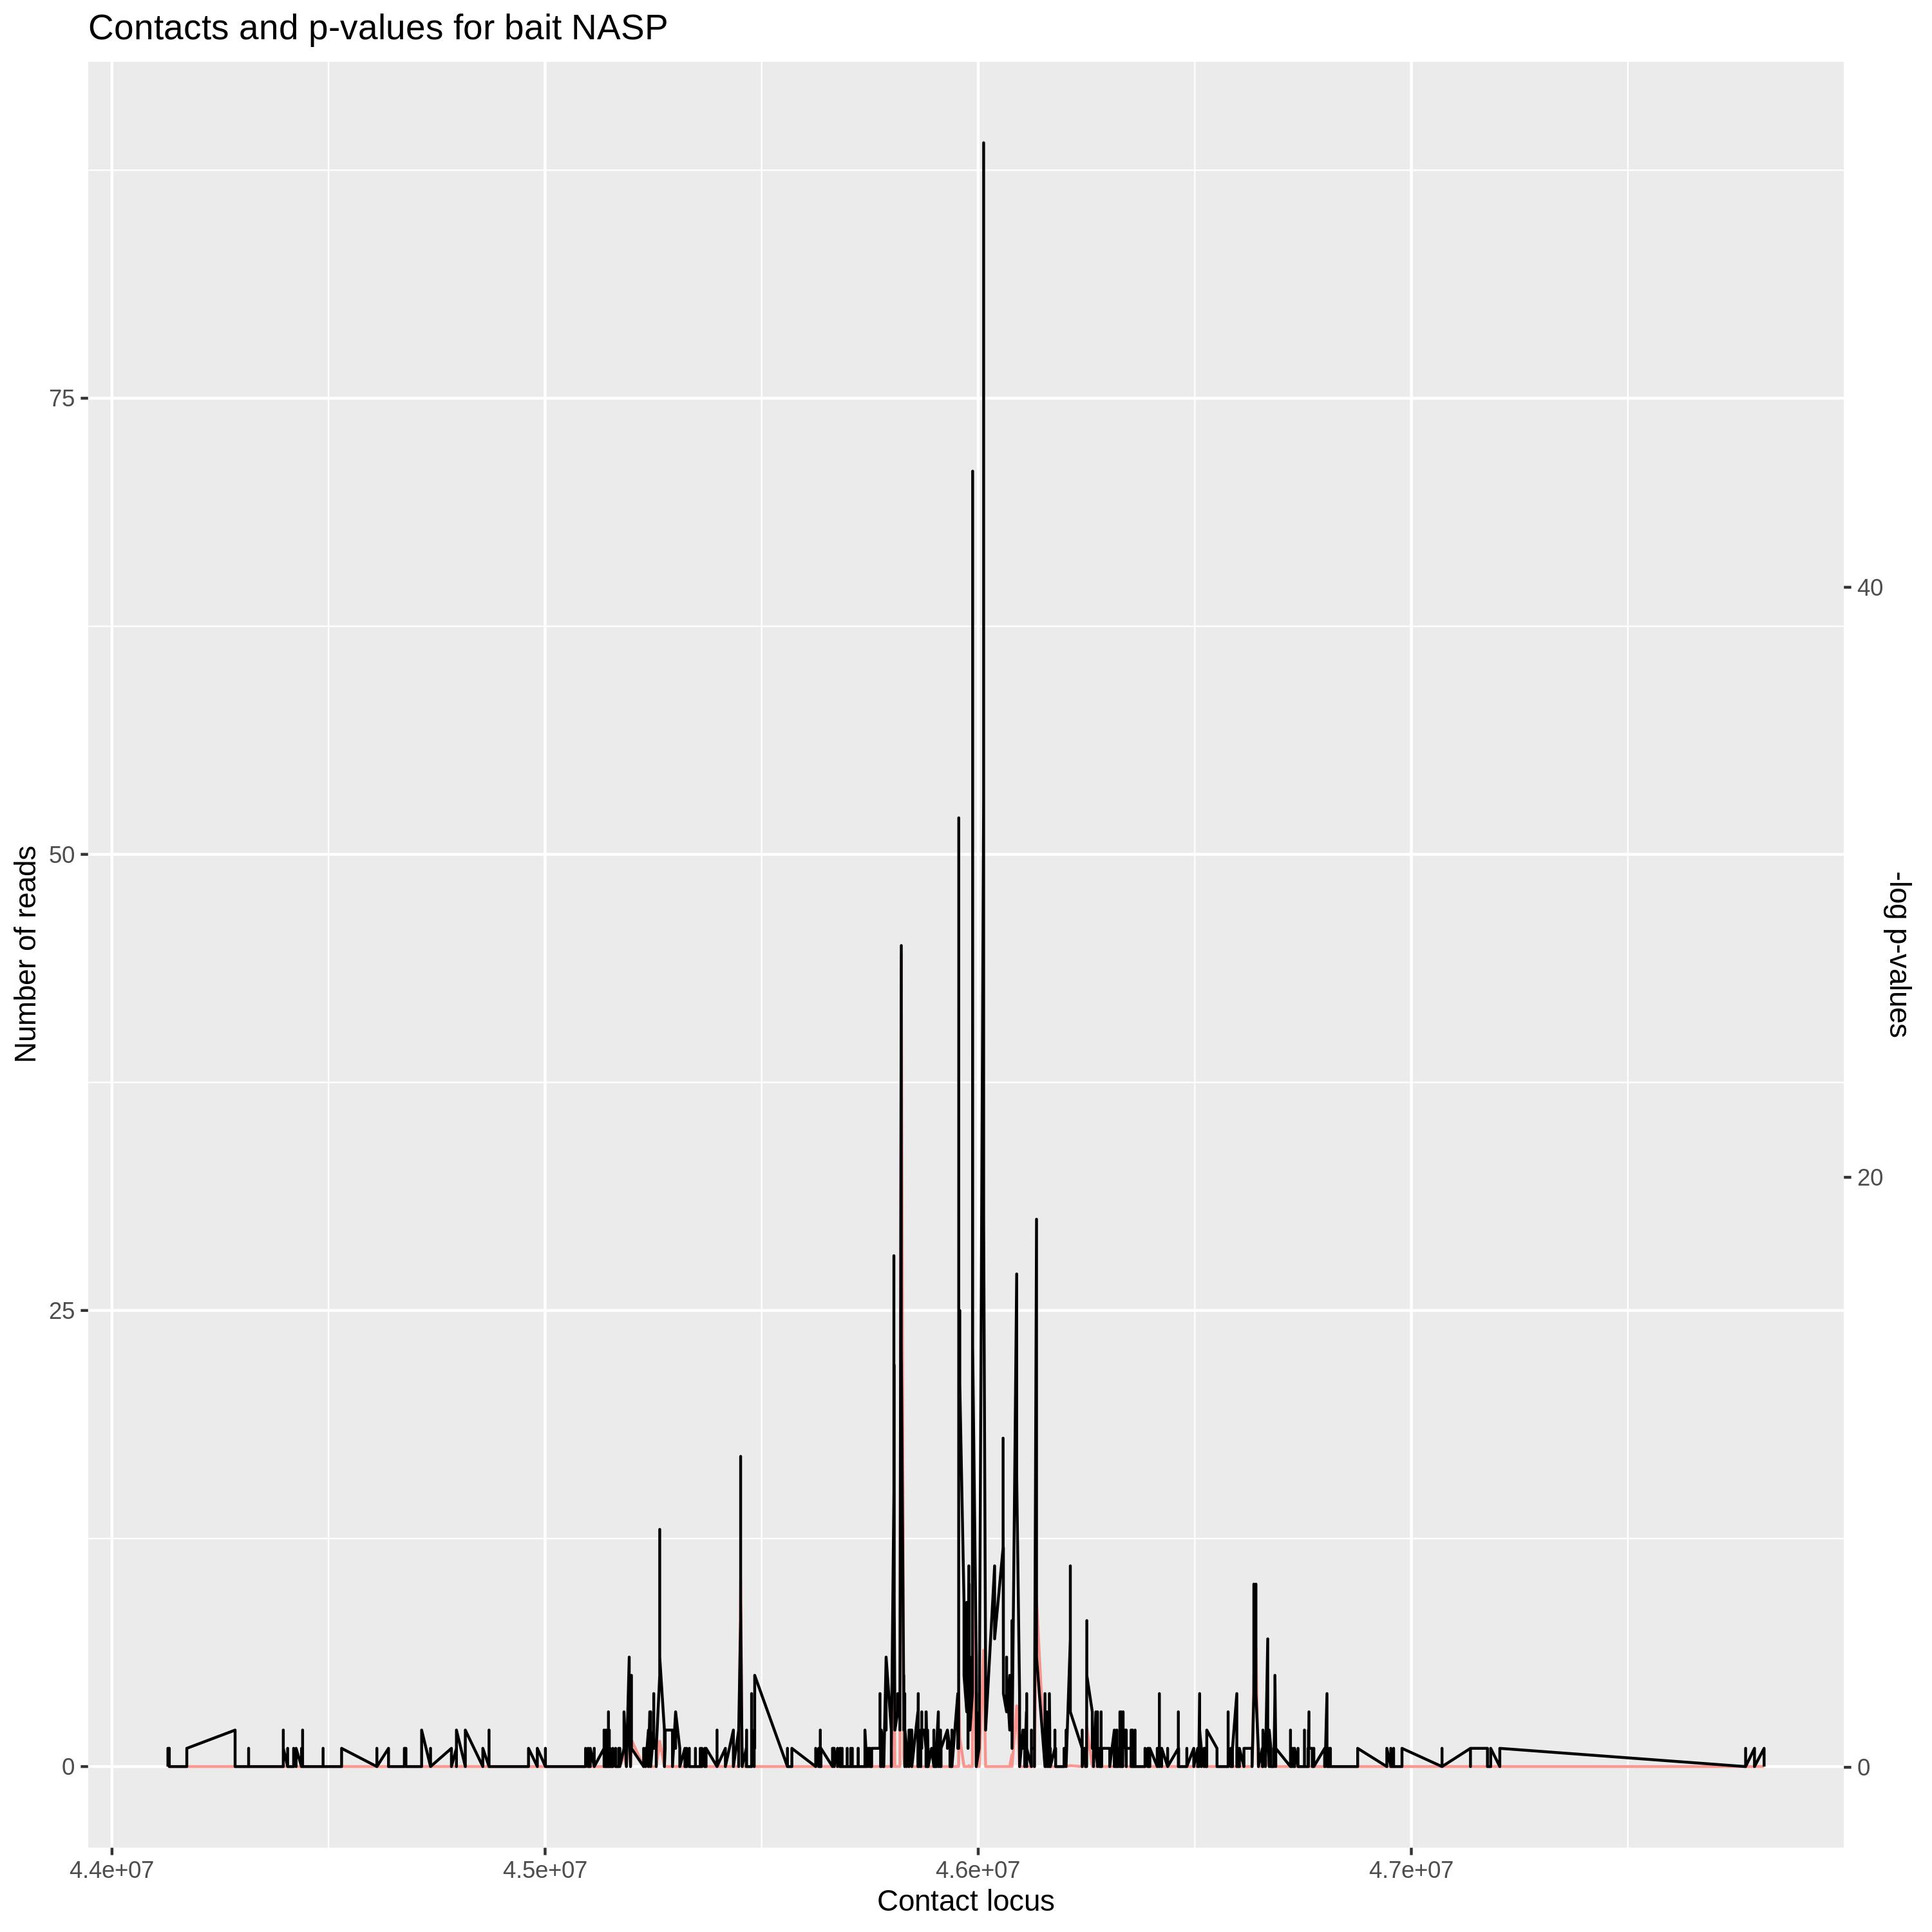 Contacts and p-values for bait NASP
75
50
25
0
Number of reads
40
20
0
-log p-values
4.4e+07
4.5e+07
4.6e+07
4.7e+07
Contact locus